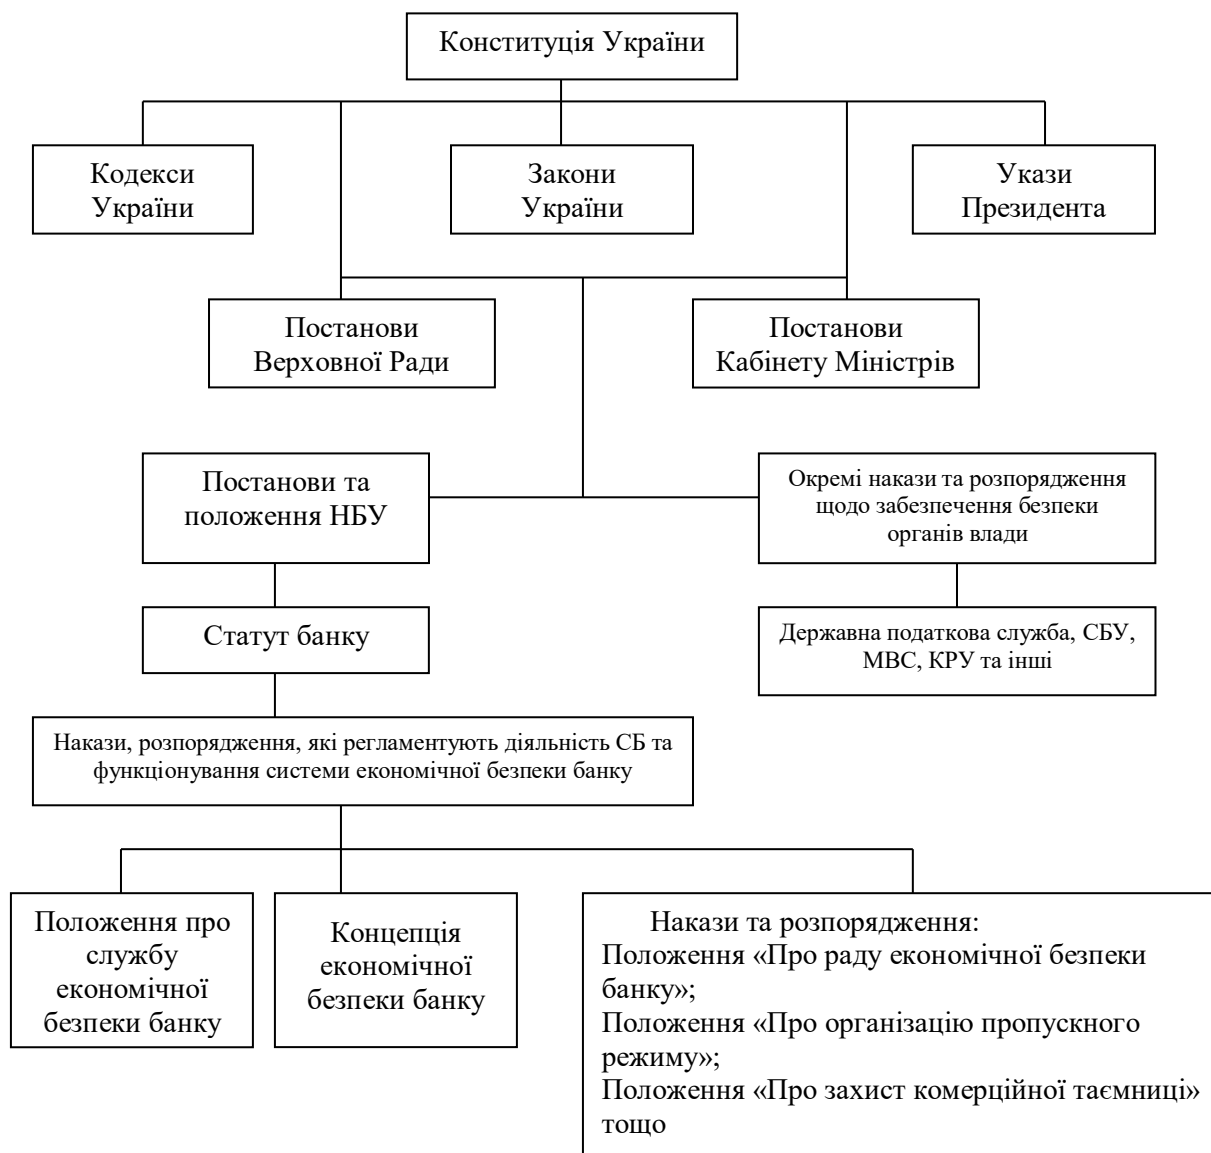 Конституція України
Кодекси
України
Закони
України
Укази
Президента
Постанови
Верховної Ради
Постанови
Кабінету Міністрів
Постанови та
положення НБУ
Окремі накази та розпорядження
щодо забезпечення безпеки
органів влади
Статут банку
Державна податкова служба, СБУ,
МВС, КРУ та інші
Накази, розпорядження, які регламентують діяльність СБ та
функціонування системи економічної безпеки банку
Положення про
службу
економічної
безпеки банку
Концепція
економічної
безпеки банку
Накази та розпорядження:
Положення «Про раду економічної безпеки
банку»;
Положення «Про організацію пропускного
режиму»;
Положення «Про захист комерційної таємниці»
тощо